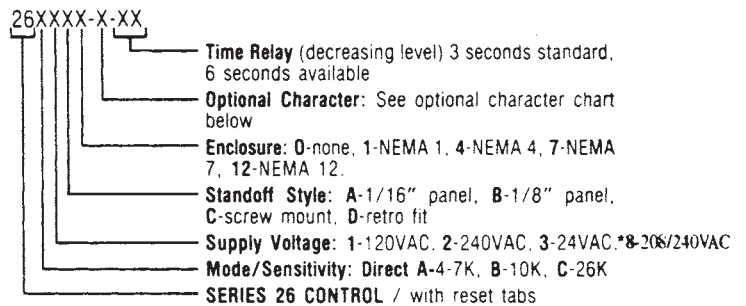 26XXXX-X-XX
Time Relay (decreasing level) 3 seconds standard,
6 seconds available
Optional Character: See optional character chart
below
Enclosure: 0-none, 1-NEMA 1, 4-NEMA 4, 7-NEMA
7, 12-NEMA 12.
Standoff Style: A-1/16" panel, B-1/8" panel,
C-screw mount, D-retro fit
Supply Voltage: 1-120VAC, 2-240VAC, 3-24VAC,*8-208/240VAC
Mode/Sensitivity: Direct A-4-7K, B-10K, C-26K
SERIES 26 CONTROL / with reset tabs